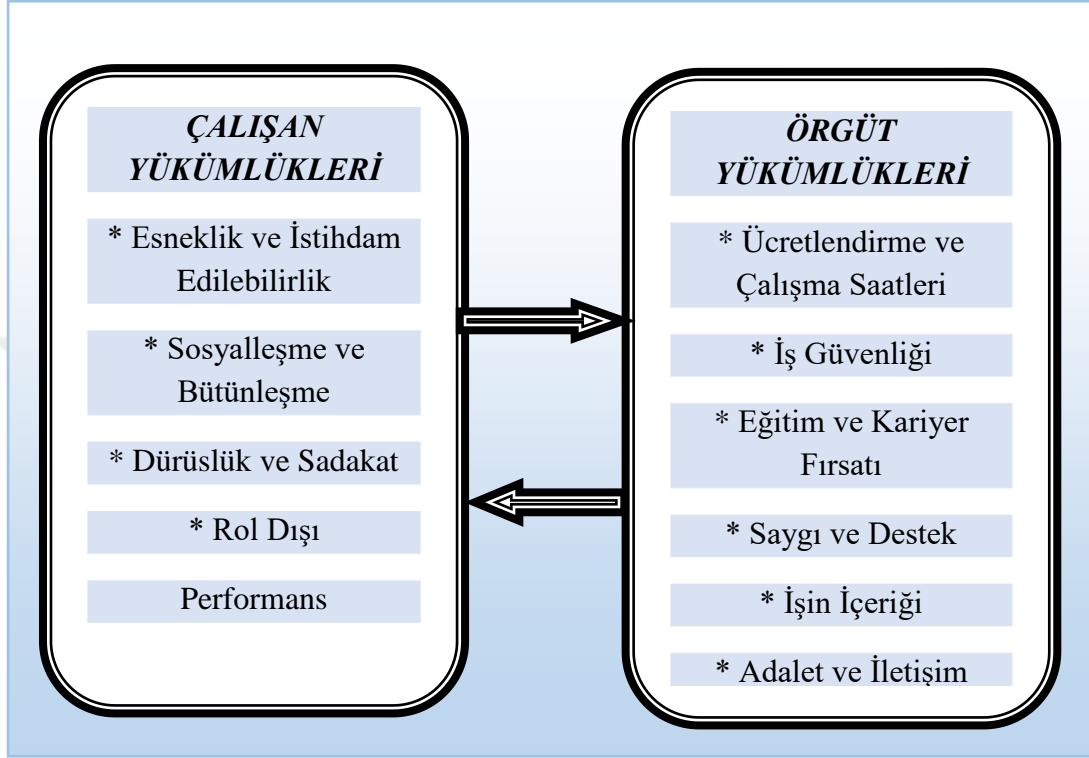 ÇALIŞAN
YÜKÜMLÜKLERİ
* Esneklik ve İstihdam
Edilebilirlik
* Sosyalleşme ve
Bütünleşme
* Dürüslük ve Sadakat
* Rol Dışı
Performans
ÖRGÜT
YÜKÜMLÜKLERİ
* Ücretlendirme ve
Çalışma Saatleri
* İş Güvenliği
* Eğitim ve Kariyer
Fırsatı
* Saygı ve Destek
* İşin İçeriği
* Adalet ve İletişim